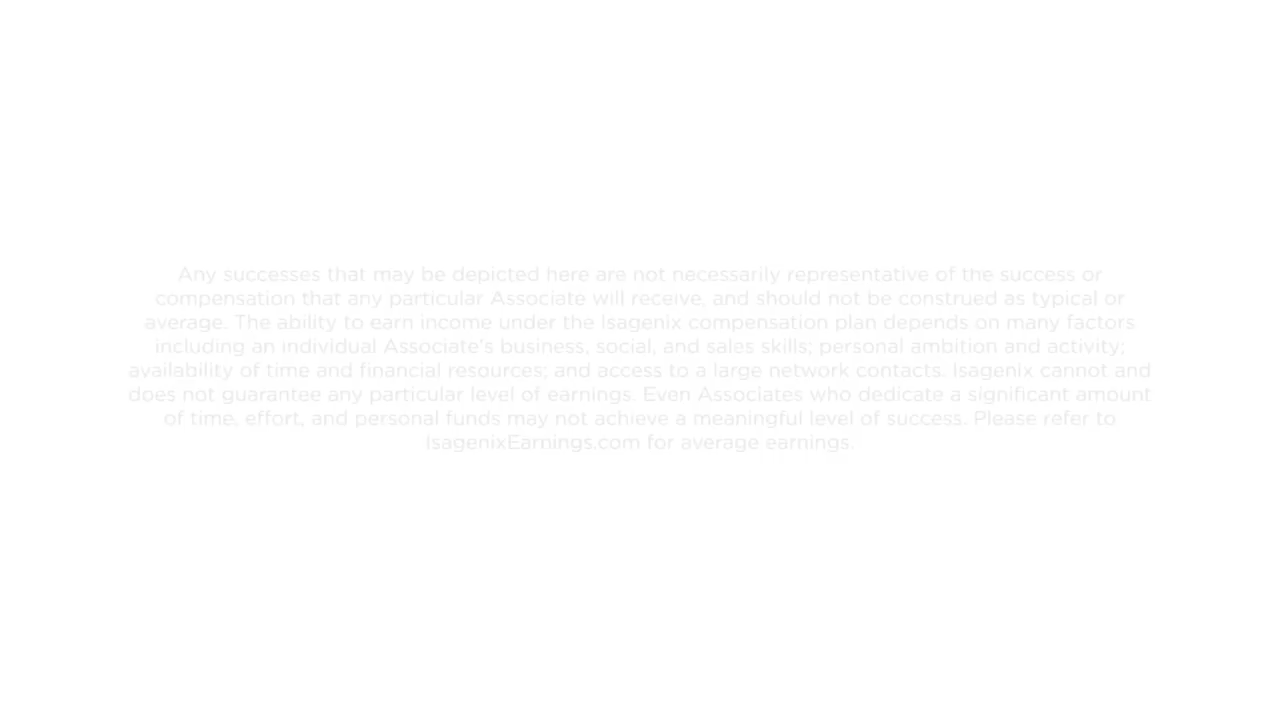 Any successes that may be depicted here are not necessarily representative of the success or
compensation that any particular Associate will receive, and should not be construed as typical or
average. The ability to earn income under the Isagenix compensation plan depends on many factors
including an individual Associate's business, social, and sales skills; personal ambition and activity;
availability of time and financial resources; and access to a large network contacts. Isagenix cannot and
does not guarantee any particular level of earnings. Even Associates who dedicate a significant amount
of time, effort, and personal funds may not achieve a meaningful level of success. Please refer to
IsagenixEarnings.com for average earnings.